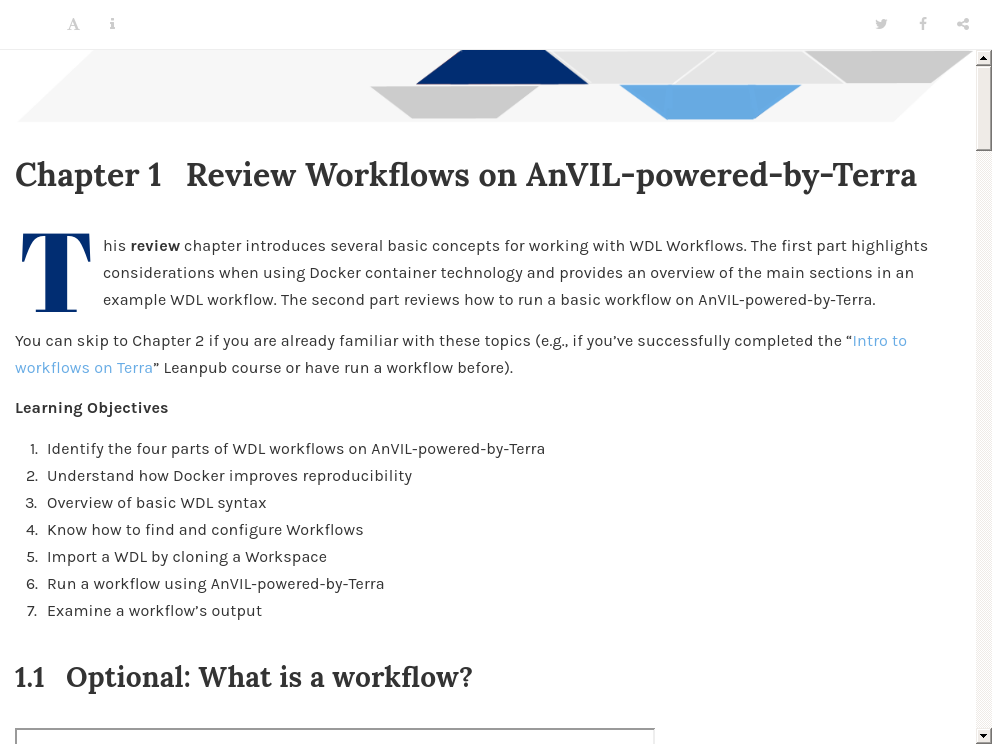 A i
Chapter 1 Review Workflows on AnVIL-powered-by-Terra
This review chapter introduces several basic concepts for working with WDL Workflows. The first part highlights
considerations when using Docker container technology and provides an overview of the main sections in an
example WDL workflow. The second part reviews how to run a basic workflow on AnVIL-powered-by-Terra.
You can skip to Chapter 2 if you are already familiar with these topics (e.g., if you’ve successfully completed the “Intro to
workflows on Terra” Leanpub course or have run a workflow before).
Learning Objectives
1. Identify the four parts of WDL workflows on AnVIL-powered-by-Terra
2. Understand how Docker improves reproducibility
3. Overview of basic WDL syntax
4. Know how to find and configure Workflows
5. Import a WDL by cloning a Workspace
6. Run a workflow using AnVIL-powered-by-Terra
7. Examine a workflow’s output
1.1 Optional: What is a workflow?